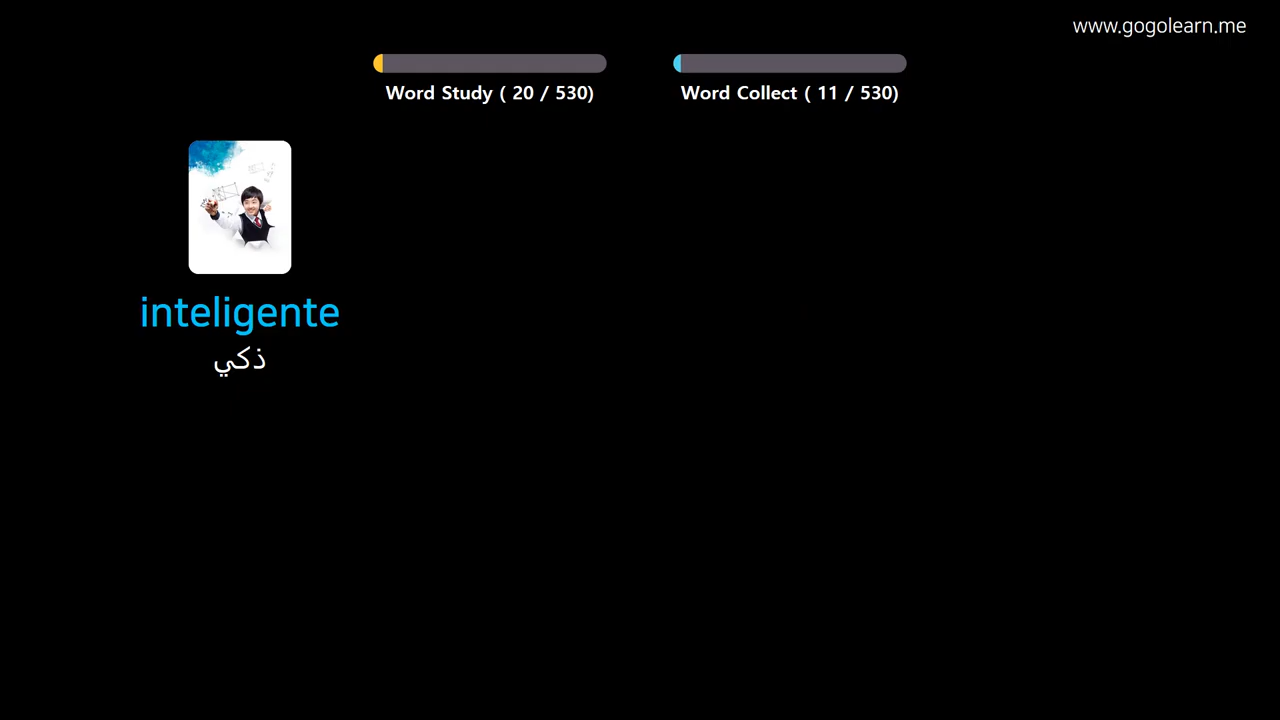 www.gogolearn.me
Word Study ( 20 / 530)
Word Collect ( 11 / 530)
inteligente
ذكي